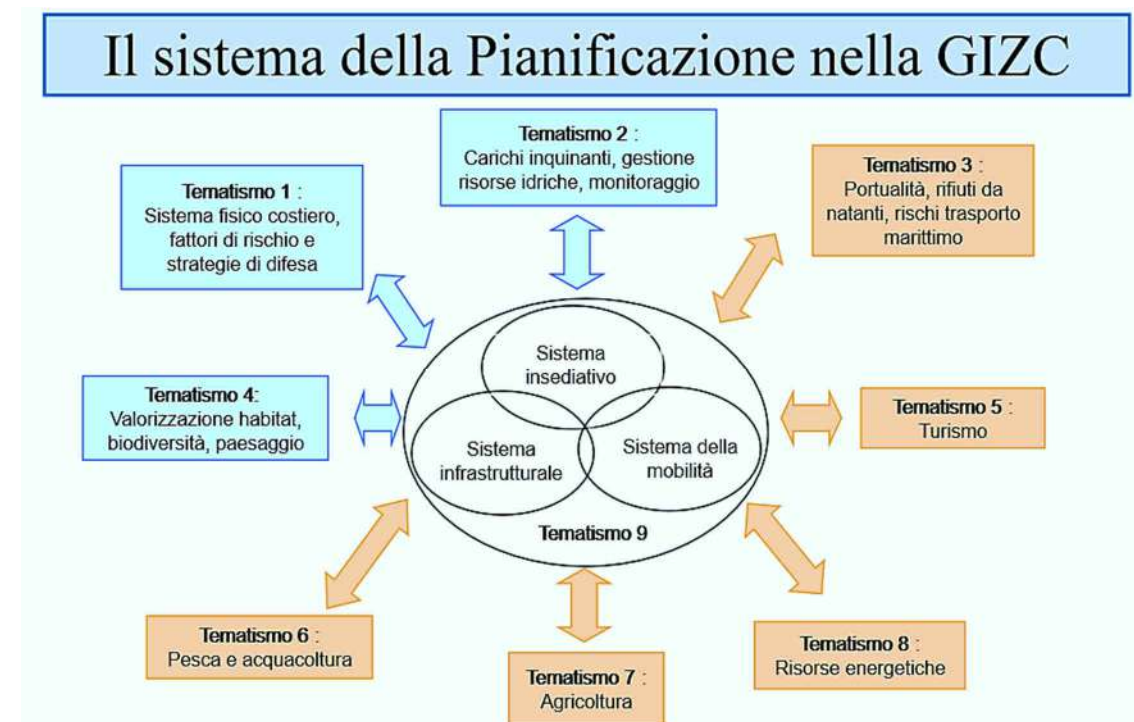 Il sistema della Pianificazione nella GIZC
Tematismo 1 :
Sistema fisico costiero,
fattori di rischio e
strategie di difesa
Tematismo 2 :
Carichi inquinanti, gestione
risorse idriche, monitoraggio
Tematismo 3 :
Portualità, rifiuti da
natanti, rischi trasporto
marittimo
Tematismo 4:
Valorizzazione habitat,
biodiversità, paesaggio
Sistema
insediativo
Sistema
infrastrutturale
Sistema della
mobilità
Tematismo 9
Tematismo 5 :
Turismo
Tematismo 6 :
Pesca e acquacoltura
Tematismo 7 :
Agricoltura
Tematismo 8 :
Risorse energetiche